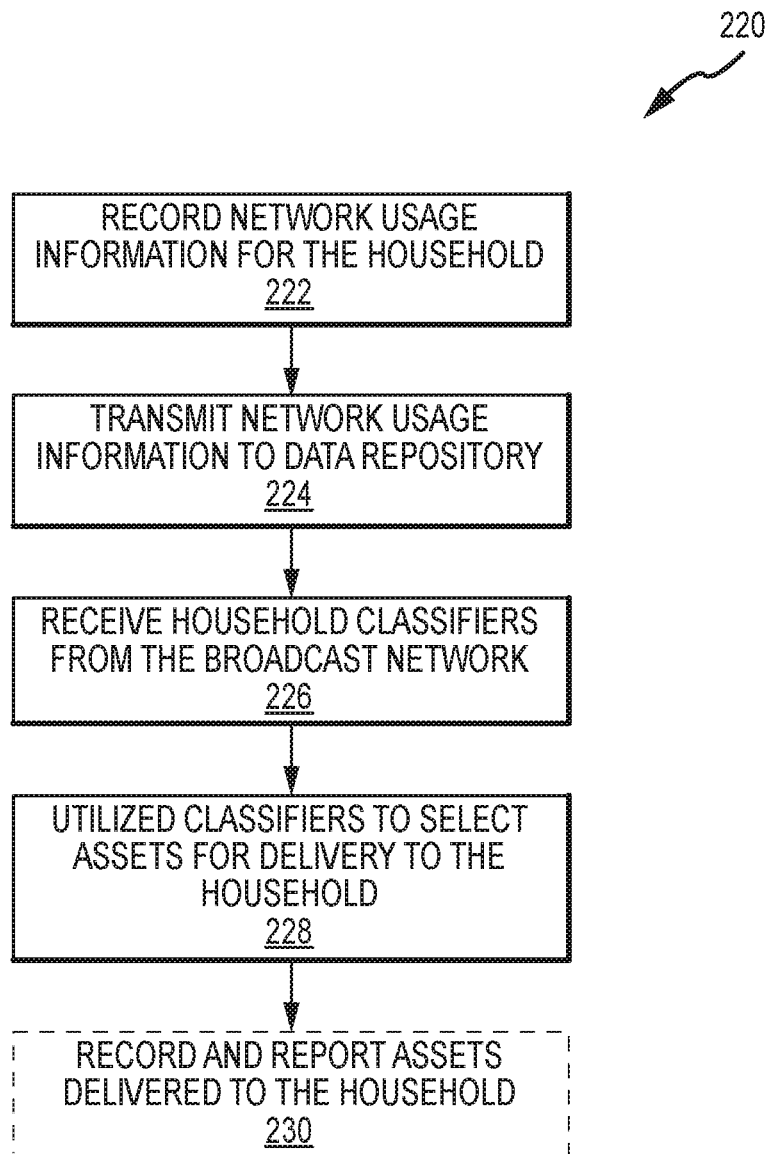 220
RECORD NETWORK USAGE
INFORMATION FOR THE HOUSEHOLD
222
TRANSMIT NETWORK USAGE
INFORMATION TO DATA REPOSITORY
224
RECEIVE HOUSEHOLD CLASSIFIERS
FROM THE BROADCAST NETWORK
226
UTILIZED CLASSIFIERS TO SELECT
ASSETS FOR DELIVERY TO THE
HOUSEHOLD
228
RECORD AND REPORT ASSETS
DELIVERED TO THE HOUSEHOLD
230